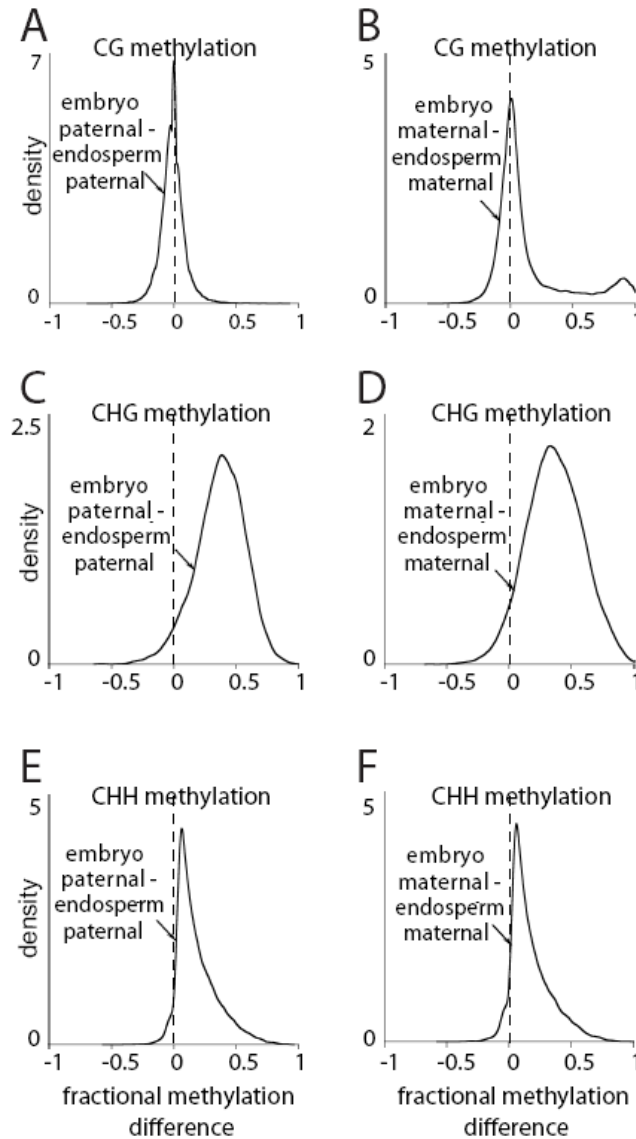 A
CG methylation
7
embryo
paternal -
endosperm
paternal
density
0
-1 -0.5 0 0.5 1
B
CG methylation
5
embryo
maternal -
endosperm
maternal
0
-1 -0.5 0 0.5 1
C
CHG methylation
2.5
embryo
paternal -
endosperm
paternal
density
0
-1 -0.5 0 0.5 1
D
CHG methylation
2
embryo
maternal -
endosperm
maternal
0
-1 -0.5 0 0.5 1
E
CHH methylation
5
embryo
paternal -
endosperm
paternal
density
0
-1 -0.5 0 0.5 1
fractional methylation
difference
F
CHH methylation
5
embryo
maternal -
endosperm
maternal
0
-1 -0.5 0 0.5 1
fractional methylation
difference